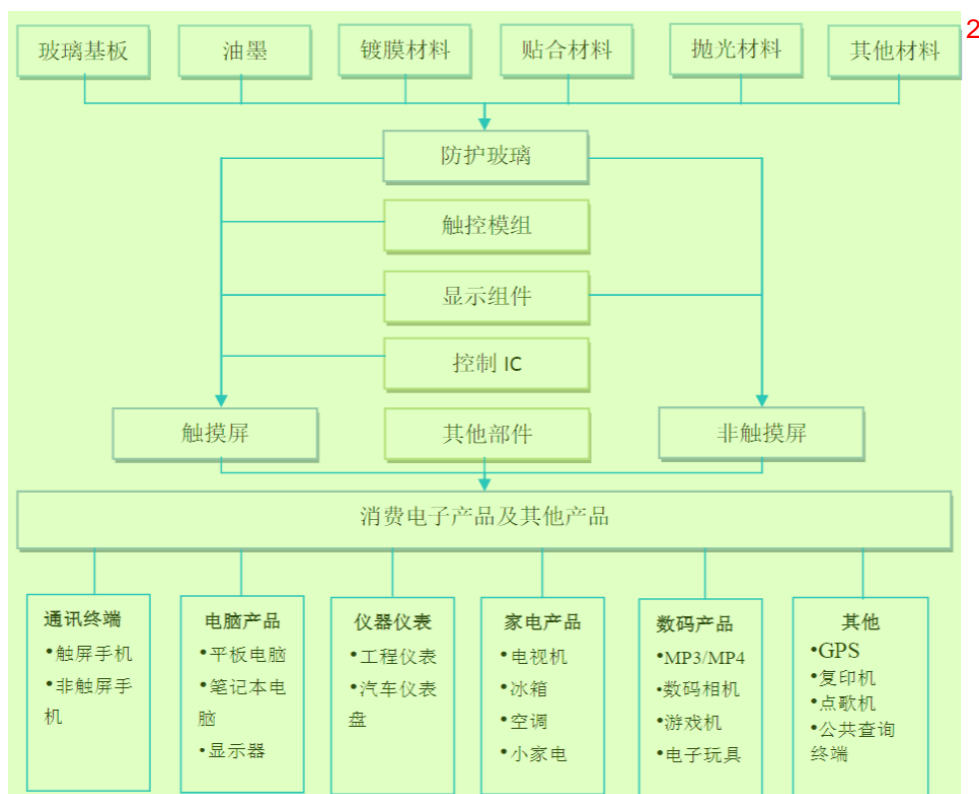 玻璃基板 油墨 镀膜材料 贴合材料 抛光材料 其他材料 2
防护玻璃
触控模组
显示组件
控制 IC
触摸屏 其他部件 非触摸屏
消费电子产品及其他产品
通讯终端
•触屏手机
•非触屏手
机
电脑产品
•平板电脑
•笔记本电
脑
•显示器
仪器仪表
•工程仪表
•汽车仪表
盘
家电产品
•电视机
•冰箱
•空调
•小家电
数码产品
•MP3/MP4
•数码相机
•游戏机
•电子玩具
其他
•GPS
•复印机
•点歌机
•公共查询
终端